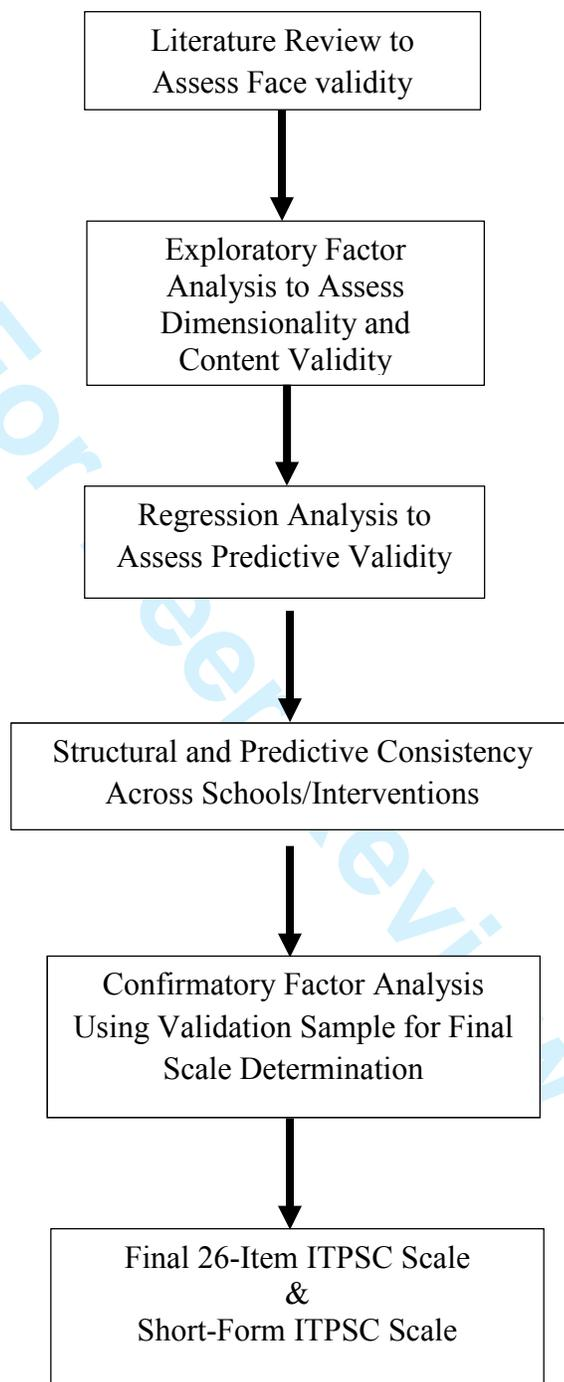 Literature Review to
Assess Face validity
Exploratory Factor
Analysis to Assess
Dimensionality and
Content Validity
Regression Analysis to
Assess Predictive Validity
Structural and Predictive Consistency
Across Schools/Interventions
Confirmatory Factor Analysis
Using Validation Sample for Final
Scale Determination
Final 26-Item ITPSC Scale
&
Short-Form ITPSC Scale
For